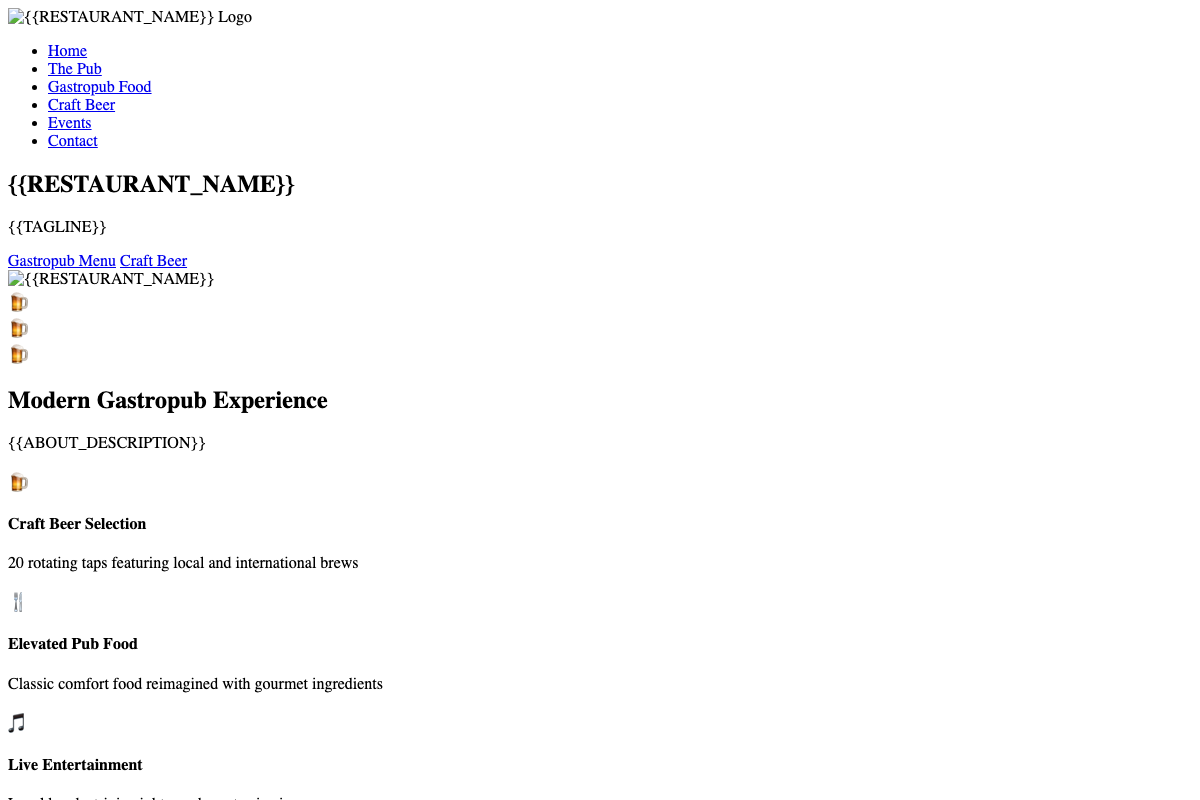 {{RESTAURANT_NAME}} Logo
Home
The Pub
Gastropub Food
Craft Beer
Events
Contact
{{RESTAURANT_NAME}}
{{TAGLINE}}
Gastropub Menu Craft Beer
{{RESTAURANT_NAME}}
Modern Gastropub Experience
{{ABOUT_DESCRIPTION}}
Craft Beer Selection
20 rotating taps featuring local and international brews
Elevated Pub Food
Classic comfort food reimagined with gourmet ingredients
Live Entertainment